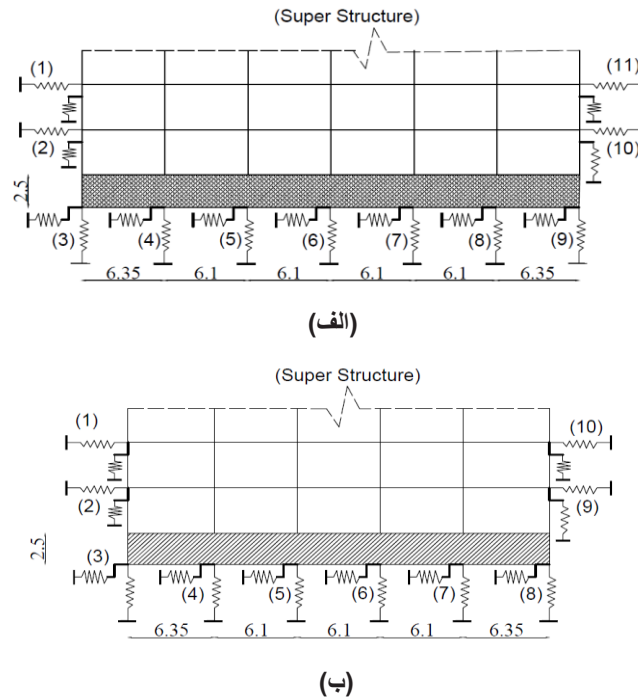 (Super Structure)
(1) (11)
(2) (10)
2.5
(3) (4) (5) (6) (7) (8) (9)
6.35 6.1 6.1 6.1 6.1 6.35
(الف)
(Super Structure)
(1) (10)
(2) (9)
2.5
(3) (4) (5) (6) (7) (8)
6.35 6.1 6.1 6.1 6.35
(ب)